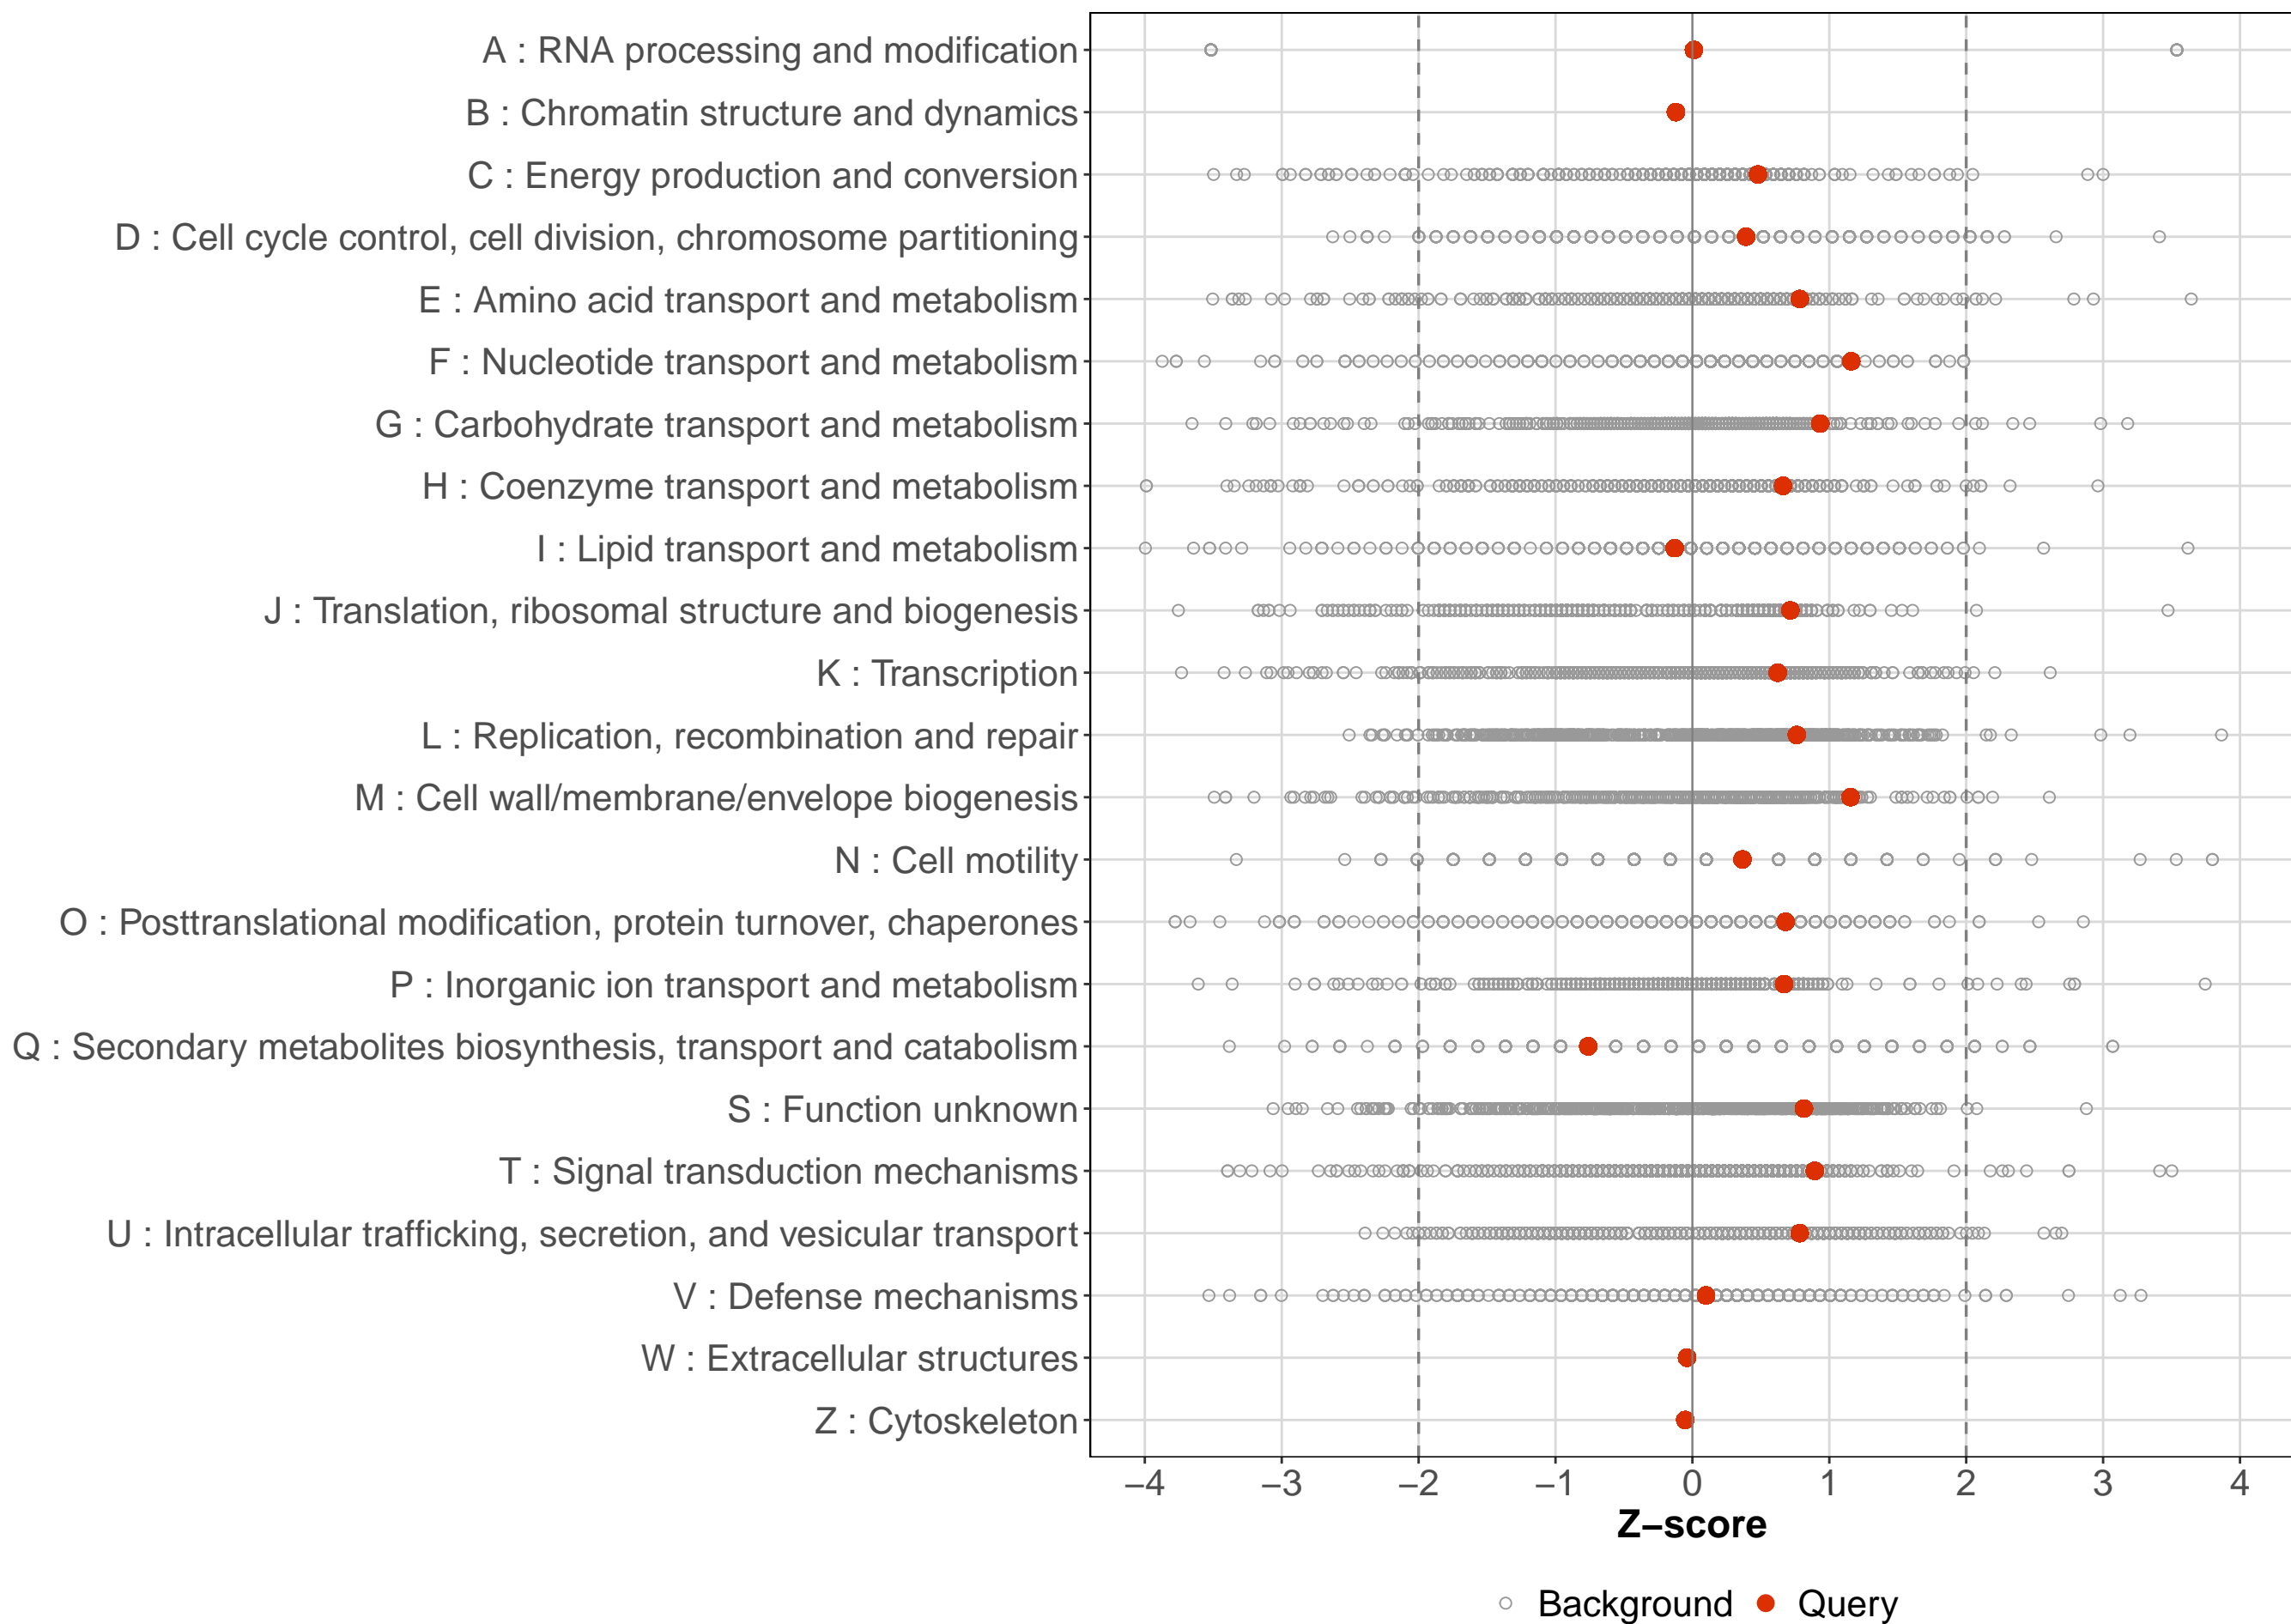 A : RNA processing and modification
B : Chromatin structure and dynamics
C : Energy production and conversion
D : Cell cycle control, cell division, chromosome partitioning
E : Amino acid transport and metabolism
F : Nucleotide transport and metabolism
G : Carbohydrate transport and metabolism
H : Coenzyme transport and metabolism
I : Lipid transport and metabolism
J : Translation, ribosomal structure and biogenesis
K : Transcription
L : Replication, recombination and repair
M : Cell wall/membrane/envelope biogenesis
N : Cell motility
O : Posttranslational modification, protein turnover, chaperones
P : Inorganic ion transport and metabolism
Q : Secondary metabolites biosynthesis, transport and catabolism
S : Function unknown
T : Signal transduction mechanisms
U : Intracellular trafficking, secretion, and vesicular transport
V : Defense mechanisms
W : Extracellular structures
Z : Cytoskeleton
−4 −3 −2 −1 0 1 2 3 4
Z−score
Background Query